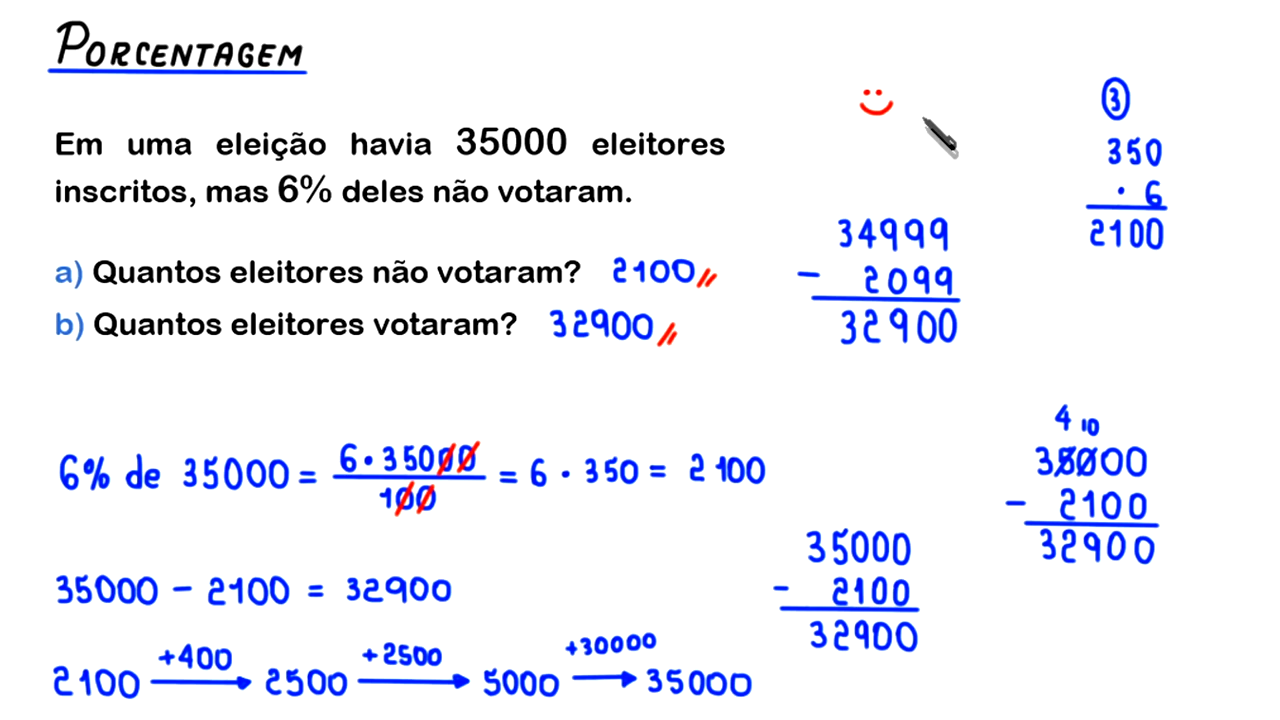 PORCENTAGEM
Em uma eleição havia 35000 eleitores
inscritos, mas 6% deles não votaram.
a) Quantos eleitores não votaram? 2100//
b) Quantos eleitores votaram? 32900//
3
350
· 6
2100
34999
- 2099
32900
6% de 35000 = 6 · 35000 / 100 = 6 · 350 = 2100
35000 - 2100 = 32900
+400 +2500 +30000
2100 → 2500 → 5000 → 35000
35000
- 2100
32900
4 10
35000
- 2100
32900